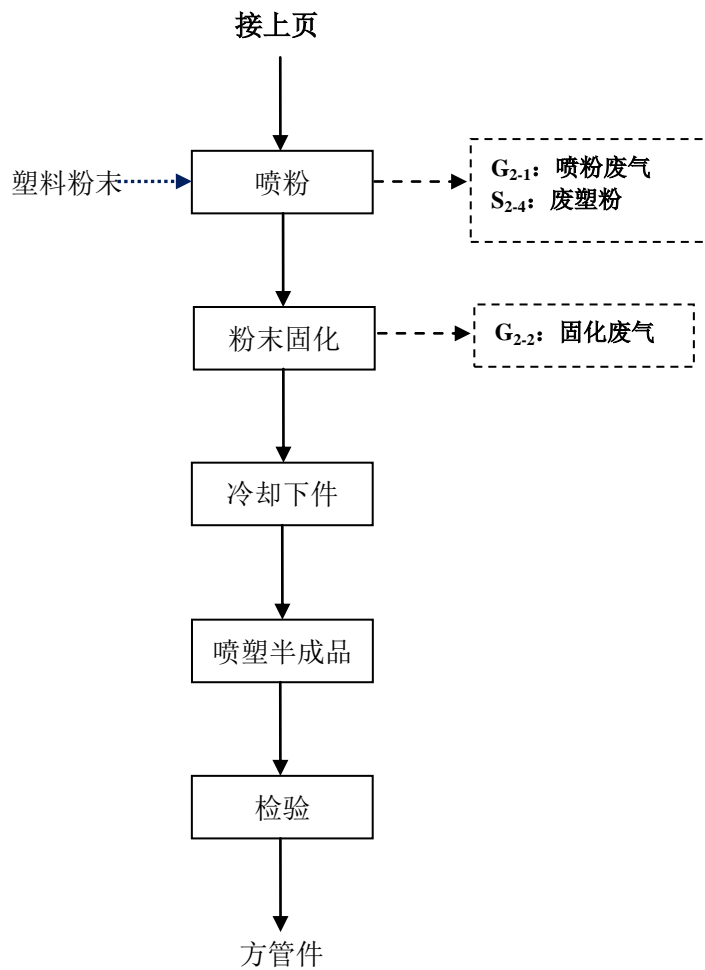 接上页
塑料粉末
喷粉
G2-1：喷粉废气
S2-4：废塑粉
粉末固化
G2-2：固化废气
冷却下件
喷塑半成品
检验
方管件